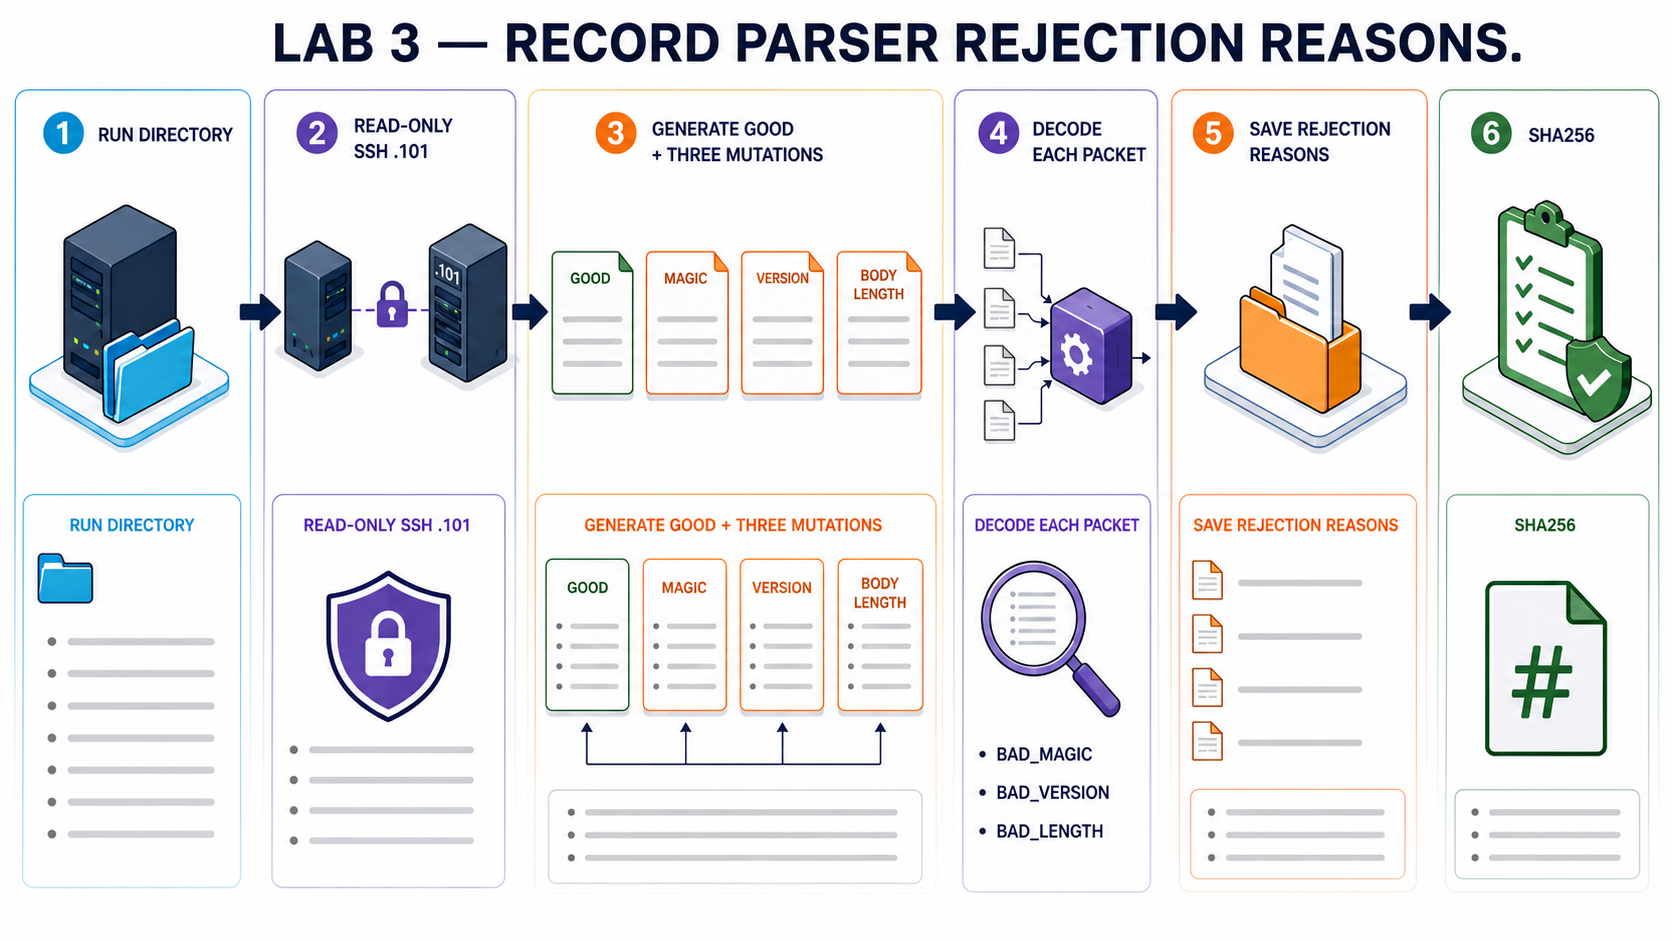 LAB 3 — RECORD PARSER REJECTION REASONS.
1 RUN DIRECTORY
2 READ-ONLY
SSH .101
3 GENERATE GOOD
+ THREE MUTATIONS
4 DECODE
EACH PACKET
5 SAVE REJECTION
REASONS
6 SHA256
.101
GOOD
MAGIC
VERSION
BODY
LENGTH
RUN DIRECTORY
READ-ONLY SSH .101
GENERATE GOOD + THREE MUTATIONS
GOOD
MAGIC
VERSION
BODY
LENGTH
DECODE EACH PACKET
• BAD_MAGIC
• BAD_VERSION
• BAD_LENGTH
SAVE REJECTION REASONS
SHA256
#